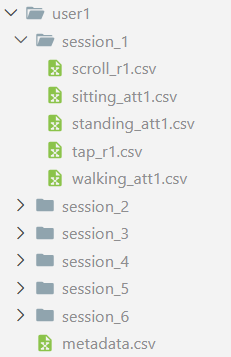 user1
session_1
scroll_r1.csv
sitting_att1.csv
standing_att1.csv
tap_r1.csv
walking_att1.csv
session_2
session_3
session_4
session_5
session_6
metadata.csv